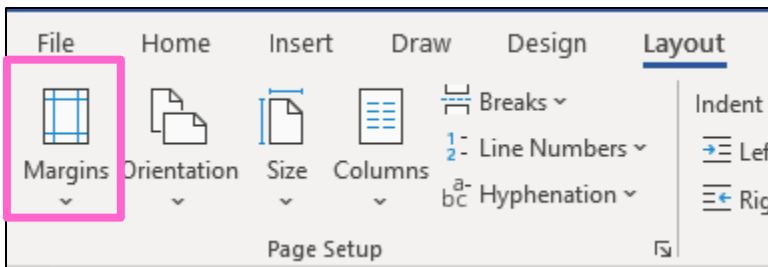 File Home Insert Draw Design Layout
Margins Orientation Size Columns
Breaks
Line Numbers
Hyphenation
Page Setup
Indent